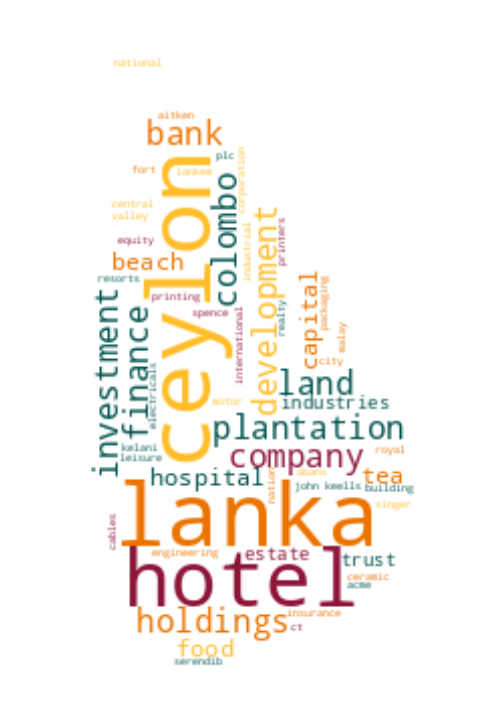 national
aitken
bank
plc
fort
lankem
corporation
ceylon
colombo
central
valley
equity
beach
resorts
printing
spence
industrial
development
printers
realty
international
investment
finance
electricals
capital
packaging
malay
city
land
industries
motor
plantation
company
kelani
leisure
hospital
nation
abans
john keells
tea
royal
building
singer
lanka
cables
engineering
estate
trust
hotel
ceramic
acme
holdings
insurance
ct
food
serendib